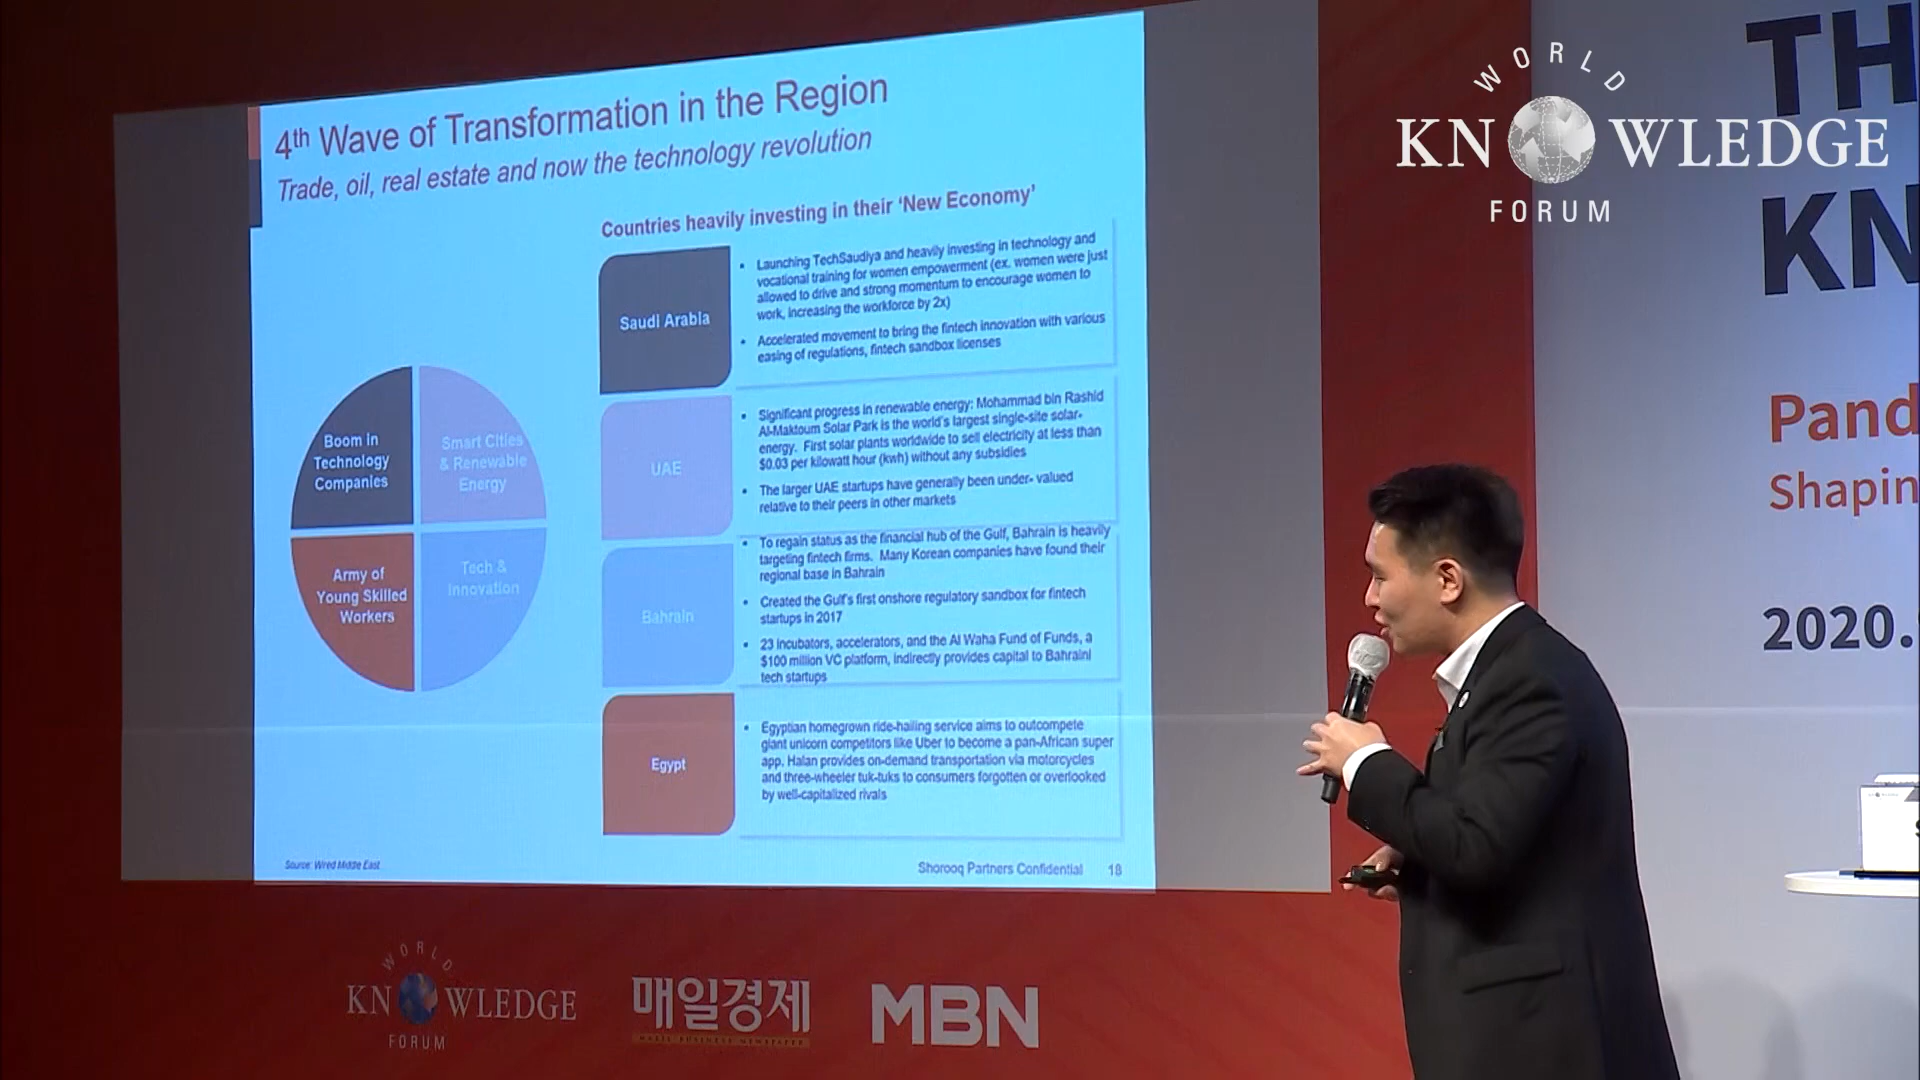 4th Wave of Transformation in the Region
Trade, oil, real estate and now the technology revolution
Countries heavily investing in their ‘New Economy’
Boom in
Technology
Companies
Smart Cities
& Renewable
Energy
Army of
Young Skilled
Workers
Tech &
Innovation
Saudi Arabia
• Launching TechSaudiya and heavily investing in technology and
vocational training for women empowerment (ex. women were just
allowed to drive and strong momentum to encourage women to
work, increasing the workforce by 2x)
• Accelerated movement to bring the fintech innovation with various
easing of regulations, fintech sandbox licenses
UAE
• Significant progress in renewable energy: Mohammad bin Rashid
Al-Maktoum Solar Park is the world's largest single-site solar-
energy. First solar plants worldwide to sell electricity at less than
$0.03 per kilowatt hour (kwh) without any subsidies
• The larger UAE startups have generally been under- valued
relative to their peers in other markets
Bahrain
• To regain status as the financial hub of the Gulf, Bahrain is heavily
targeting fintech firms. Many Korean companies have found their
regional base in Bahrain
• Created the Gulf's first onshore regulatory sandbox for fintech
startups in 2017
• 23 incubators, accelerators, and the Al Waha Fund of Funds, a
$100 million VC platform, indirectly provides capital to Bahraini
tech startups
Egypt
• Egyptian homegrown ride-hailing service aims to outcompete
giant unicorn competitors like Uber to become a pan-African super
app. Halan provides on-demand transportation via motorcycles
and three-wheeler tuk-tuks to consumers forgotten or overlooked
by well-capitalized rivals
Source: Wired Middle East
Shorooq Partners Confidential 18
WORLD
KNOWLEDGE
FORUM
TH
KN
Pand
Shapin
2020.
WORLD
KNOWLEDGE
FORUM
매일경제
MBN